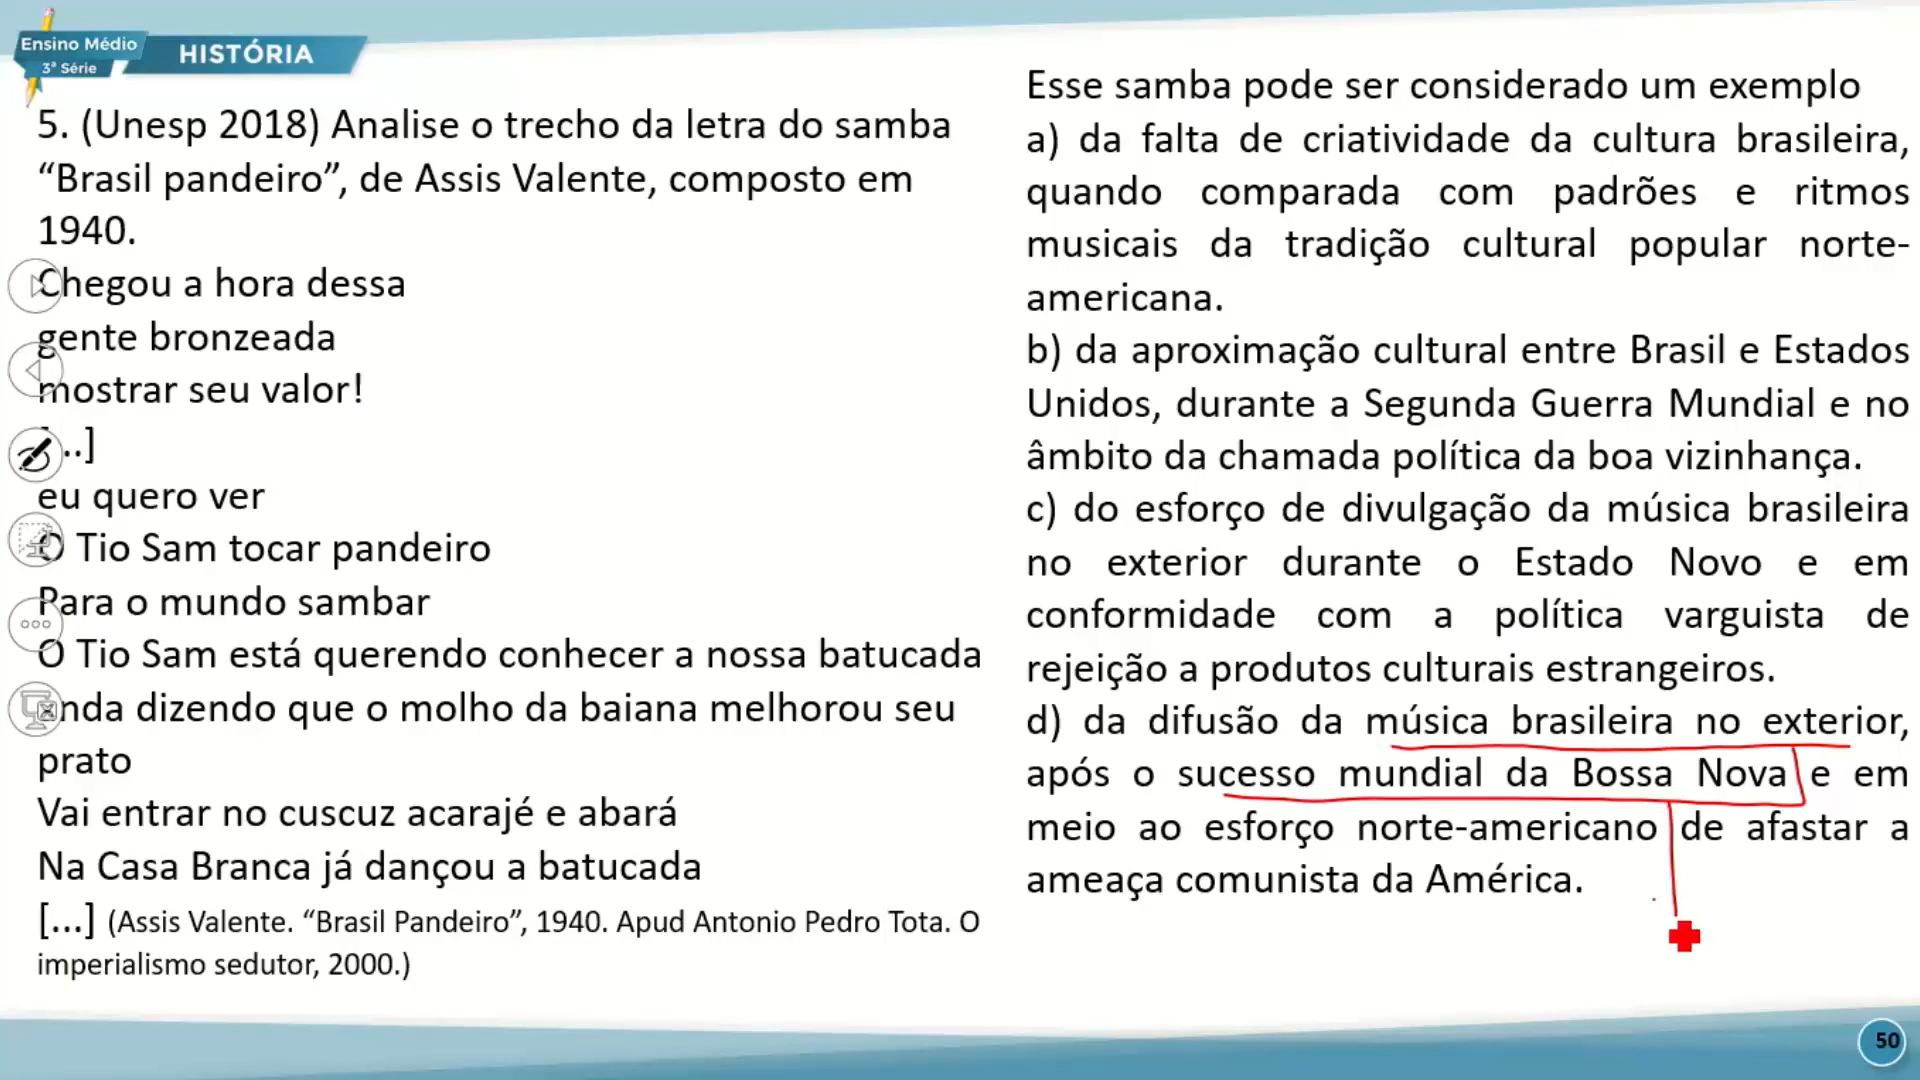 Ensino Médio
3ª Série
HISTÓRIA
5. (Unesp 2018) Analise o trecho da letra do samba
“Brasil pandeiro”, de Assis Valente, composto em
1940.
Chegou a hora dessa
gente bronzeada
mostrar seu valor!
[...]
eu quero ver
O Tio Sam tocar pandeiro
Para o mundo sambar
O Tio Sam está querendo conhecer a nossa batucada
anda dizendo que o molho da baiana melhorou seu
prato
Vai entrar no cuscuz acarajé e abará
Na Casa Branca já dançou a batucada
[...] (Assis Valente. “Brasil Pandeiro”, 1940. Apud Antonio Pedro Tota. O
imperialismo sedutor, 2000.)
Esse samba pode ser considerado um exemplo
a) da falta de criatividade da cultura brasileira,
quando comparada com padrões e ritmos
musicais da tradição cultural popular norte-
americana.
b) da aproximação cultural entre Brasil e Estados
Unidos, durante a Segunda Guerra Mundial e no
âmbito da chamada política da boa vizinhança.
c) do esforço de divulgação da música brasileira
no exterior durante o Estado Novo e em
conformidade com a política varguista de
rejeição a produtos culturais estrangeiros.
d) da difusão da música brasileira no exterior,
após o sucesso mundial da Bossa Nova e em
meio ao esforço norte-americano de afastar a
ameaça comunista da América.
50